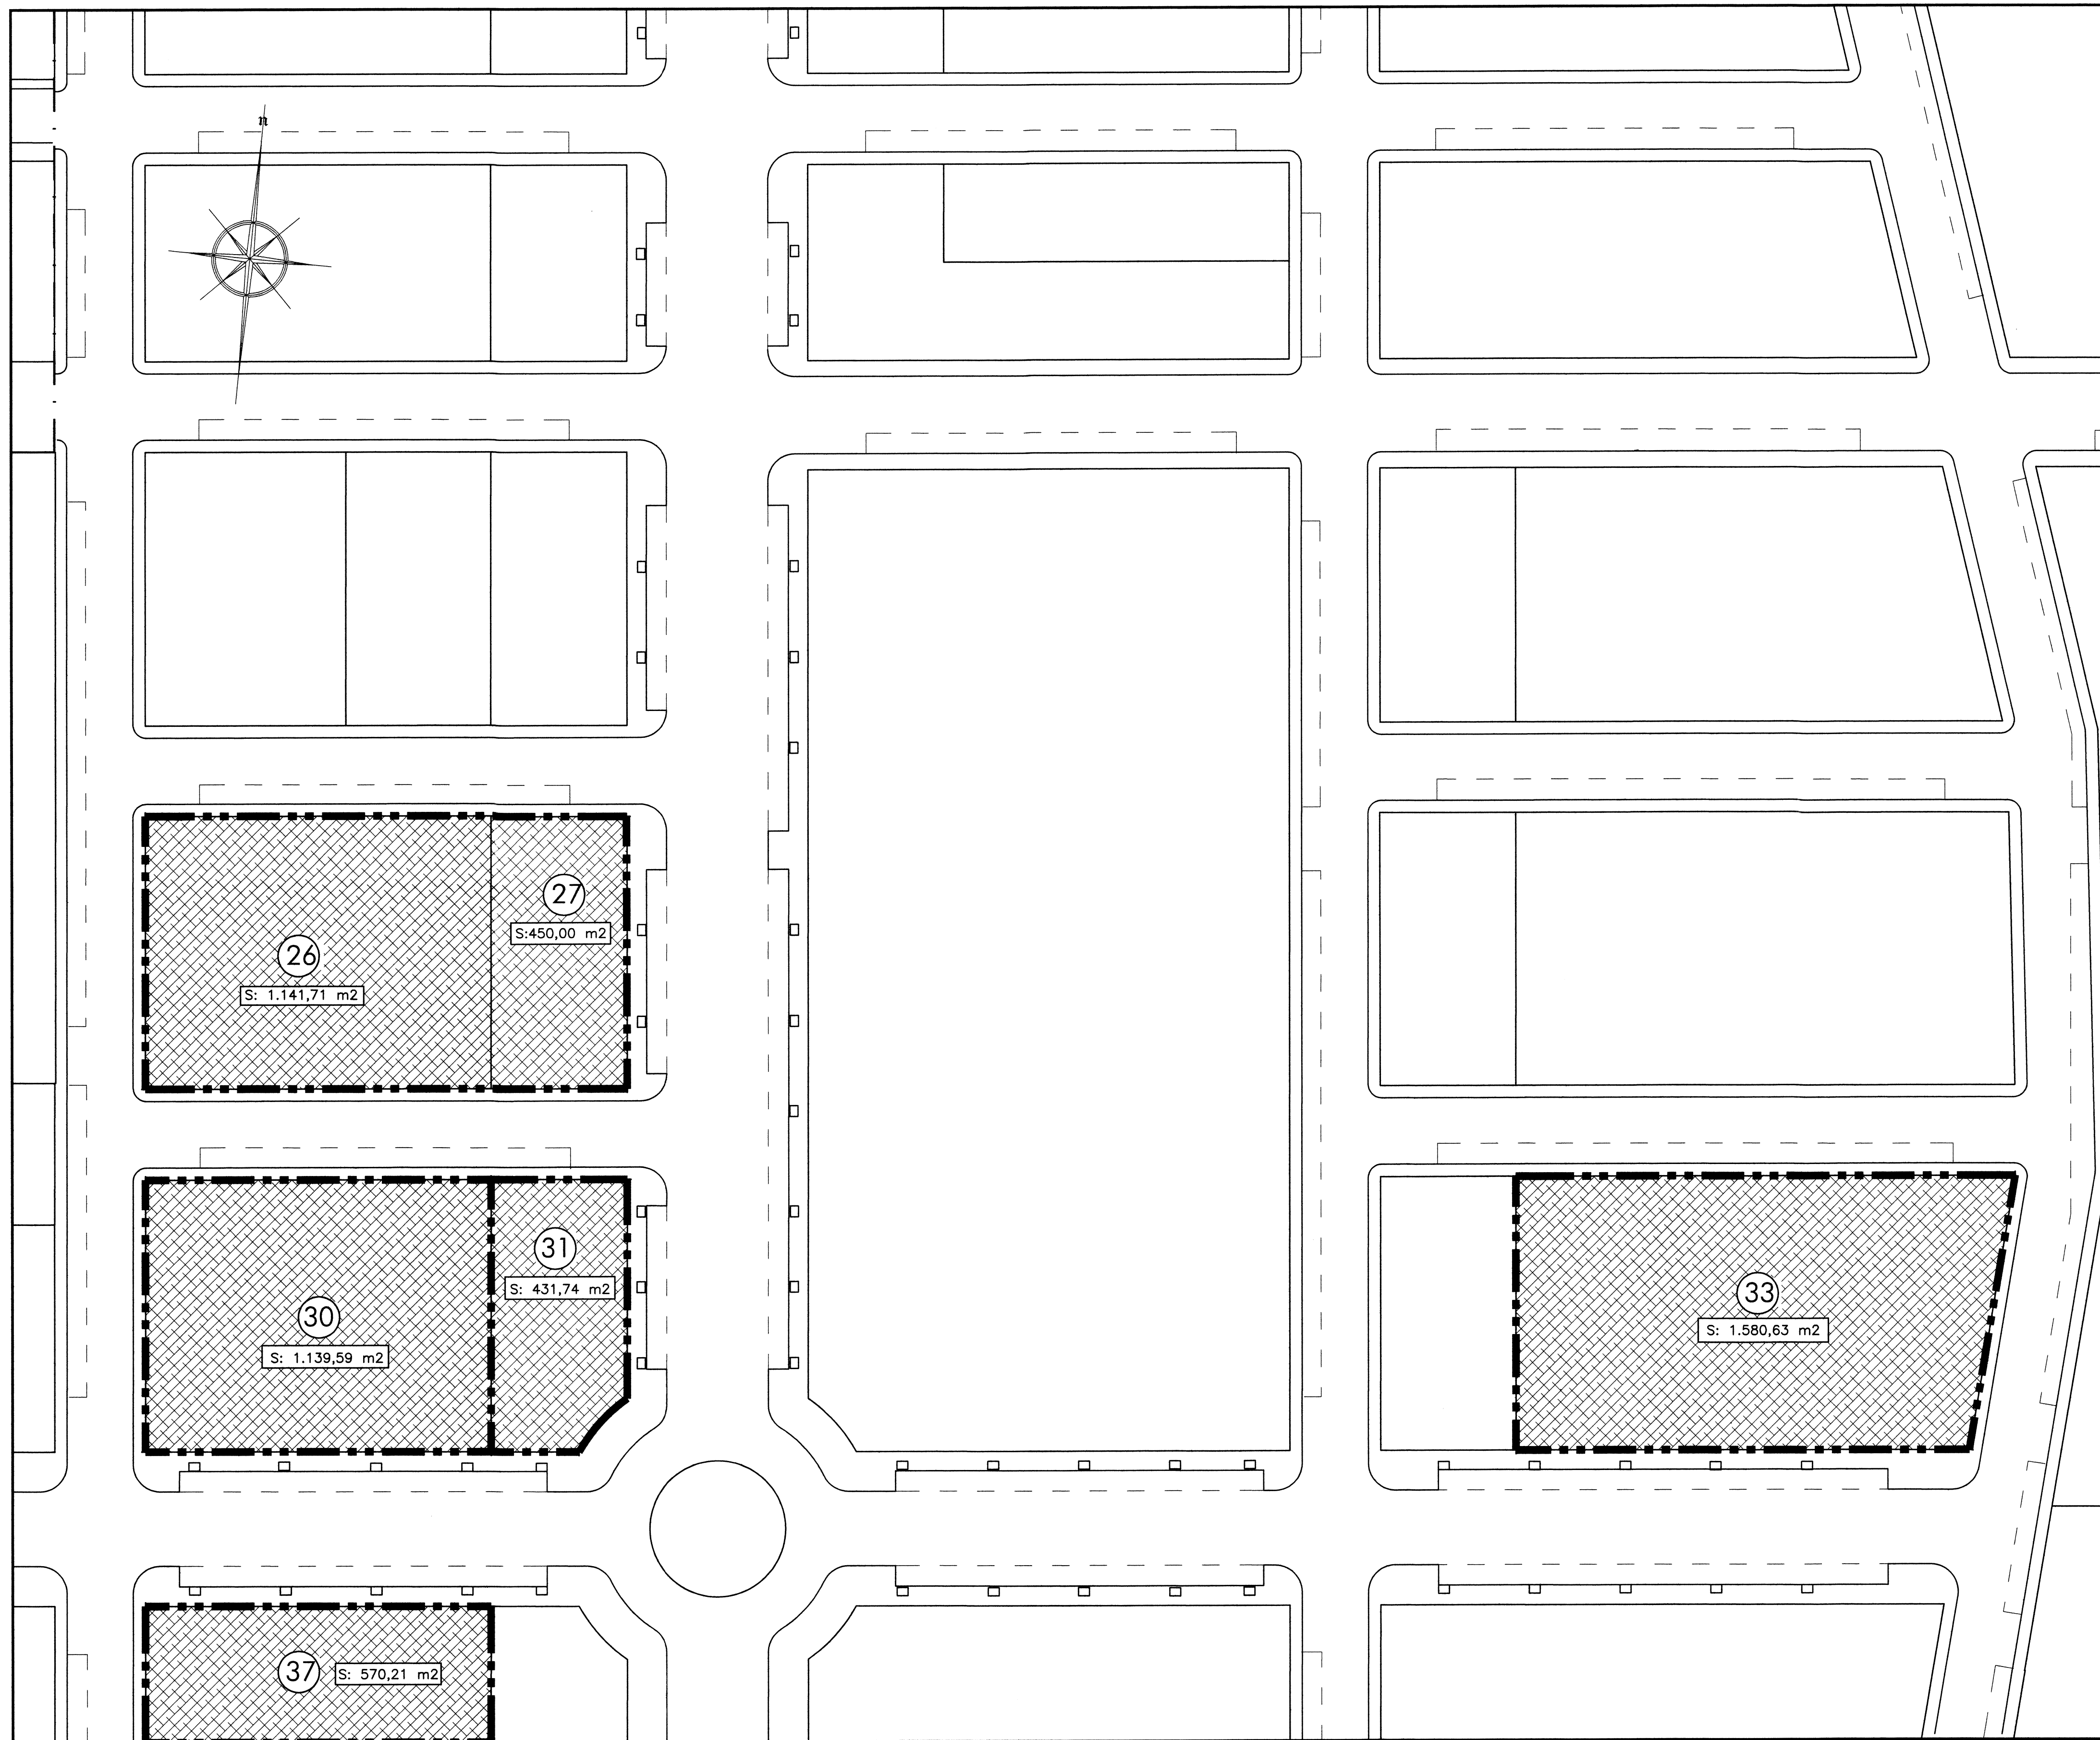 n
27
S:450,00 m2
26
S: 1.141,71 m2
31
S: 431,74 m2
30
S: 1.139,59 m2
33
S: 1.580,63 m2
37
S: 570,21 m2